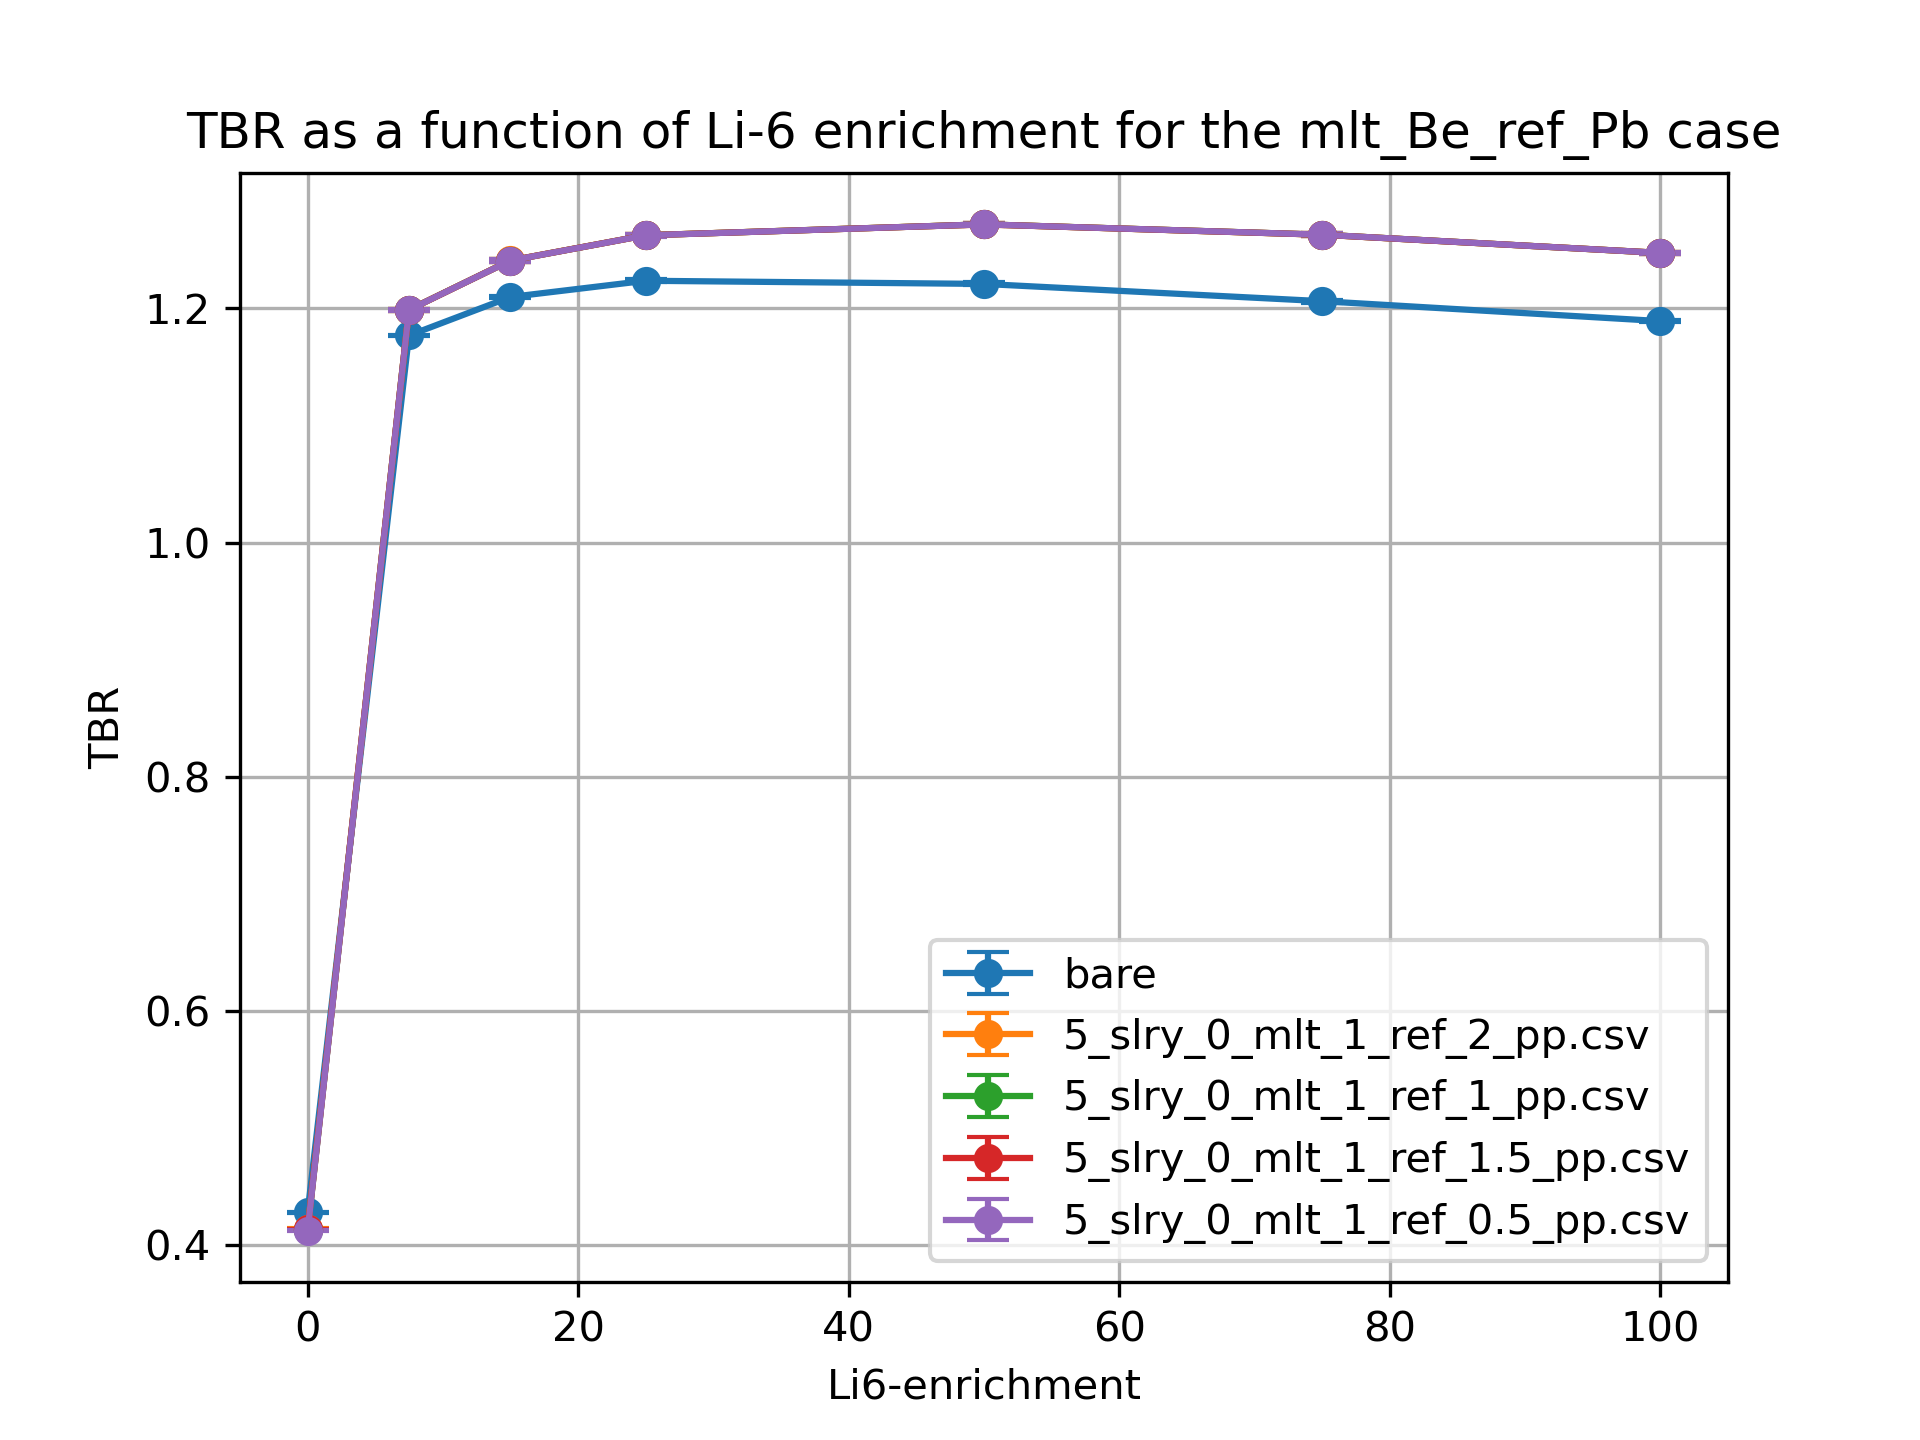 TBR as a function of Li-6 enrichment for the mlt_Be_ref_Pb case
1.2
1.0
0.8
0.6
0.4
TBR
0 20 40 60 80 100
Li6-enrichment
bare
5_slry_0_mlt_1_ref_2_pp.csv
5_slry_0_mlt_1_ref_1_pp.csv
5_slry_0_mlt_1_ref_1.5_pp.csv
5_slry_0_mlt_1_ref_0.5_pp.csv